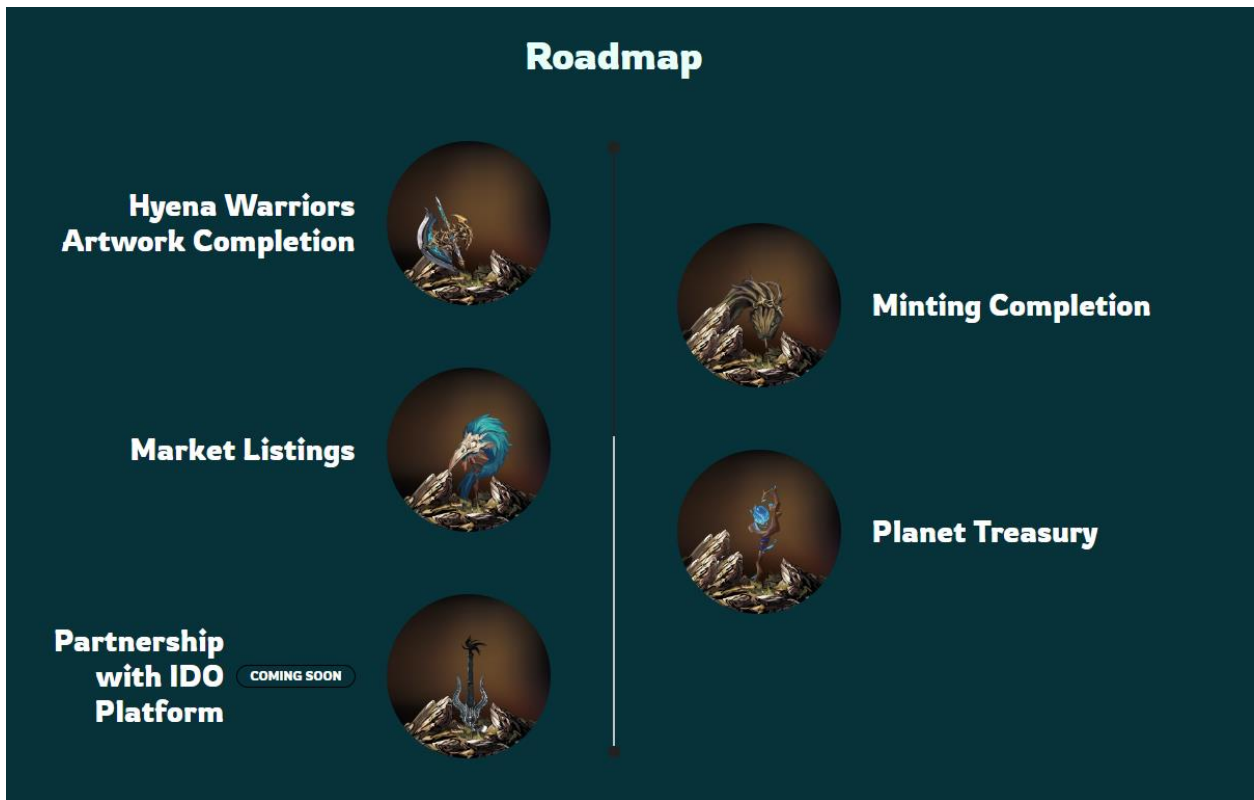 Roadmap
Hyena Warriors
Artwork Completion
Minting Completion
Market Listings
Planet Treasury
Partnership
with IDO
Platform
COMING SOON